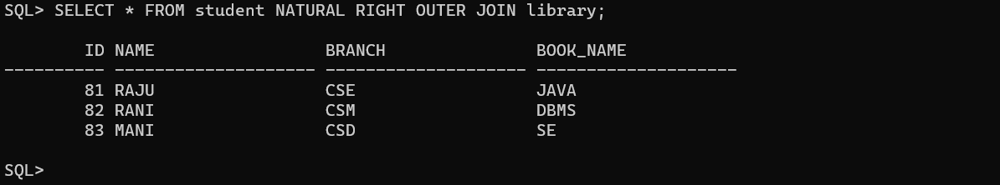 SQL> SELECT * FROM student NATURAL RIGHT OUTER JOIN library;
ID NAME BRANCH BOOK_NAME
---------- -------------------- -------------------- --------------------
81 RAJU CSE JAVA
82 RANI CSM DBMS
83 MANI CSD SE
SQL>